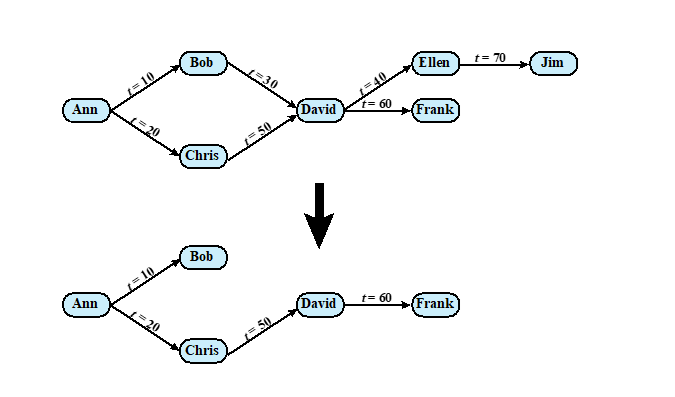 Bob
Ellen
t = 70
Jim
t = 10
t = 30
t = 40
Ann
David
t = 60
Frank
t = 20
t = 50
Chris
Bob
t = 10
Ann
David
t = 60
Frank
t = 20
t = 50
Chris